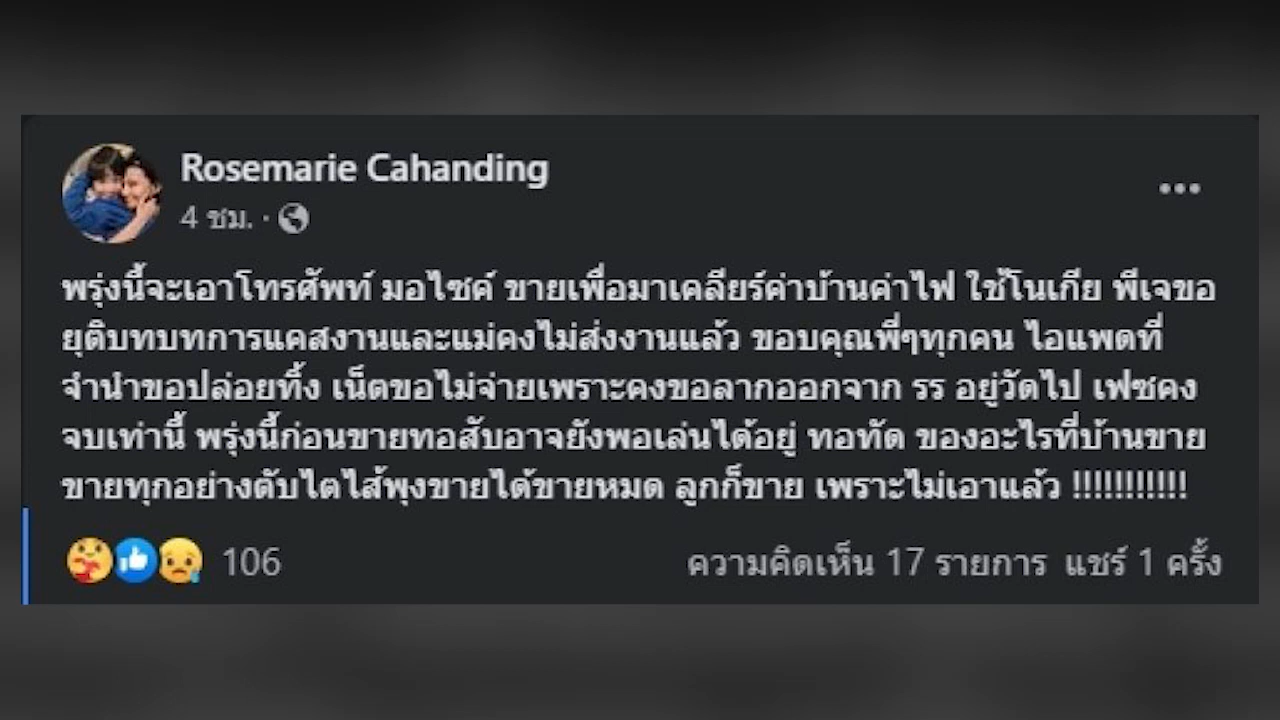 Rosemarie Cahanding
4 ชม. ·
พรุ่งนี้จะเอาโทรศัพท์ มอไซค์ ขายเพื่อมาเคลียร์ค่าบ้านค่าไฟ ใช้โนเกีย พีเจขอ
ยุติบทบทการแคสงานและแม่คงไม่ส่งงานแล้ว ขอบคุณพี่ๆทุกคน ไอแพดที่
จำนำขอปล่อยทิ้ง เน็ตขอไม่จ่ายเพราะคงขอลากออกจาก รร อยู่วัดไป เฟซคง
จบเท่านี้ พรุ่งนี้ก่อนขายทอสับอาจยังพอเล่นได้อยู่ ทอทัด ของอะไรที่บ้านขาย
ขายทุกอย่างดับไตไส้พุงขายได้ขายหมด ลูกก็ขาย เพราะไม่เอาแล้ว !!!!!!!!!!!
106
ความคิดเห็น 17 รายการ แชร์ 1 ครั้ง